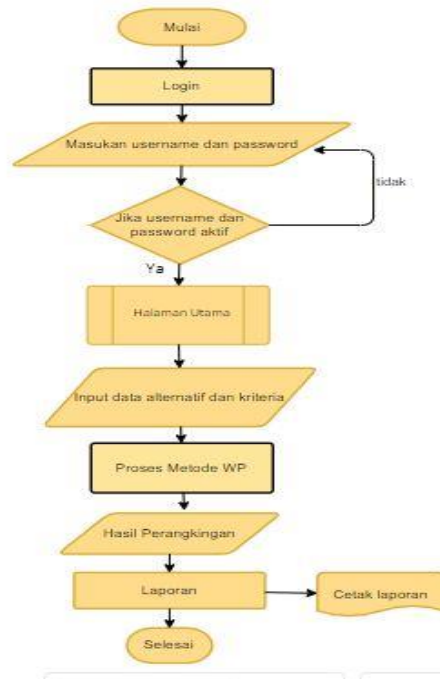 Mulai
Login
Masukan username dan password
tidak
Jika username dan
password aktif
Ya
Halaman Utama
Input data alternatif dan kriteria
Proses Metode WP
Hasil Perangkingan
Laporan
Cetak laporan
Selesai